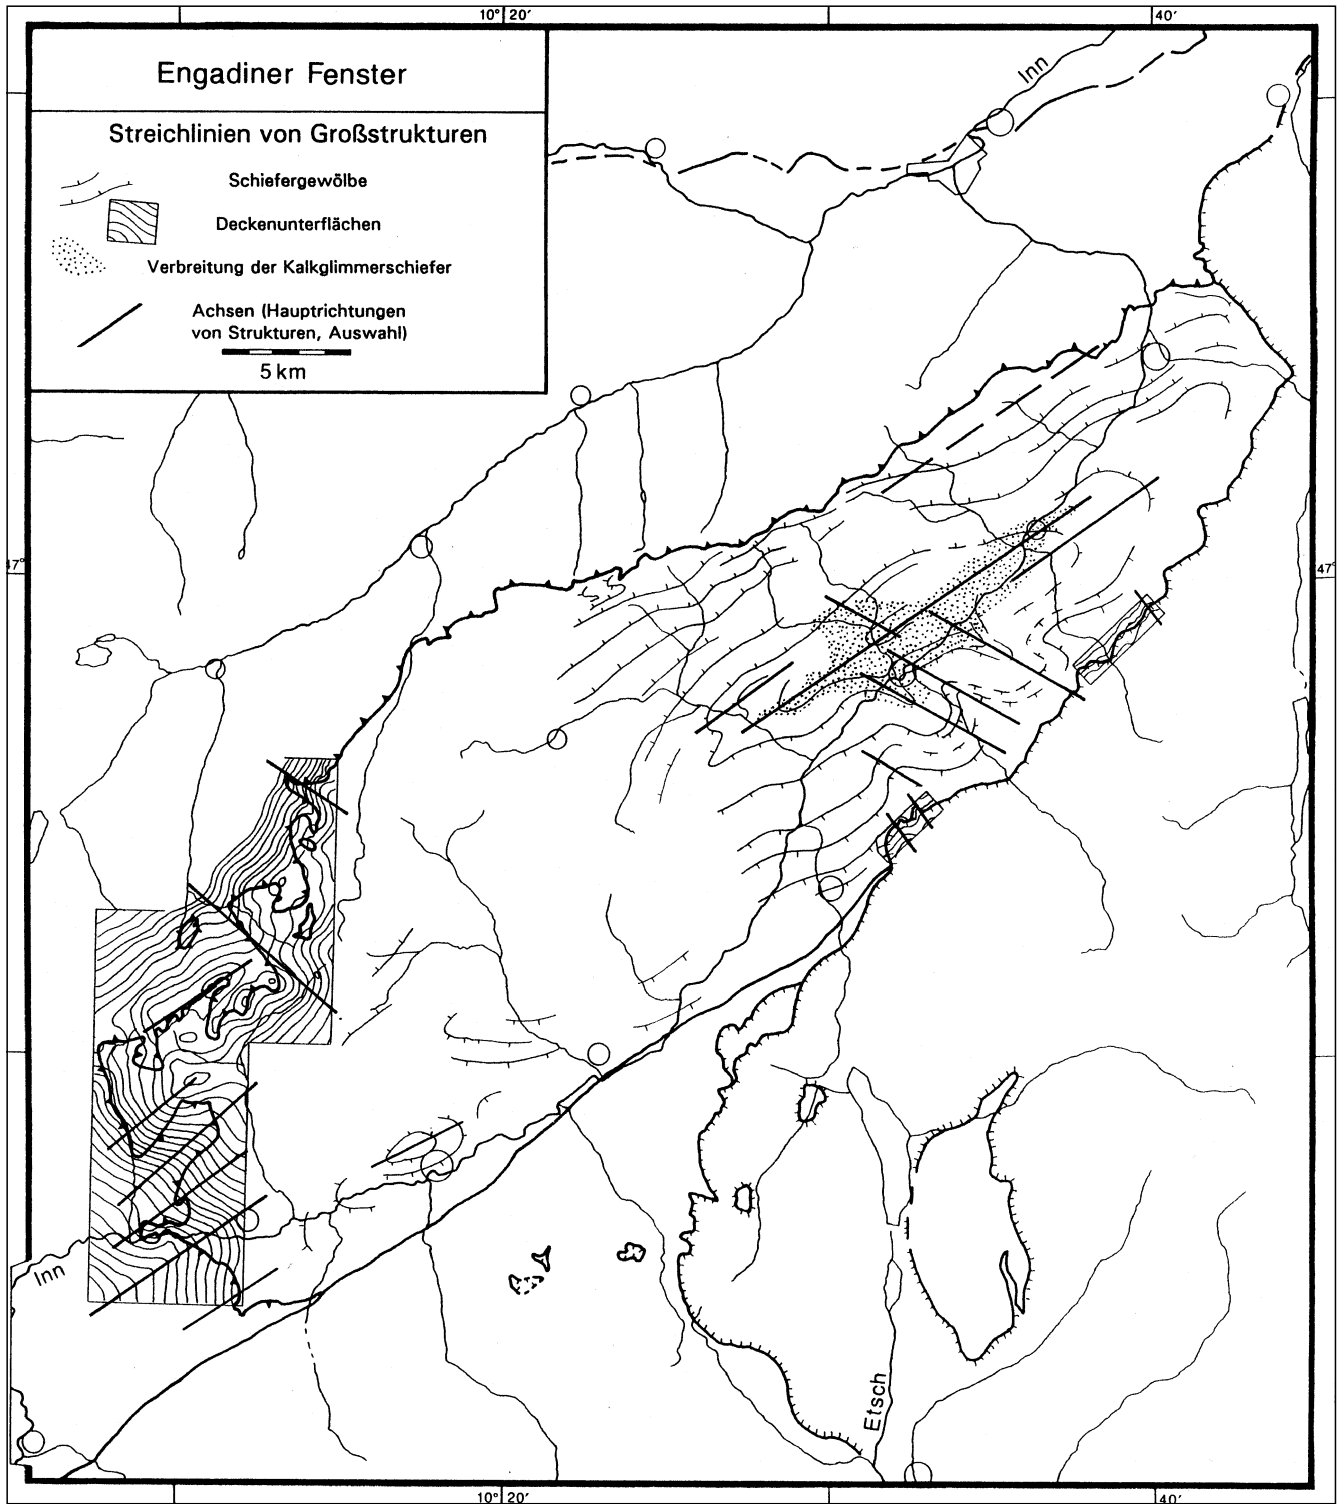 10° 20′
40′
Engadiner Fenster
Streichlinien von Großstrukturen
Schiefergewölbe
Deckenunterflächen
Verbreitung der Kalkglimmerschiefer
Achsen (Hauptrichtungen
von Strukturen, Auswahl)
5 km
Inn
47°
47°
Inn
Etsch
10° 20′
40′